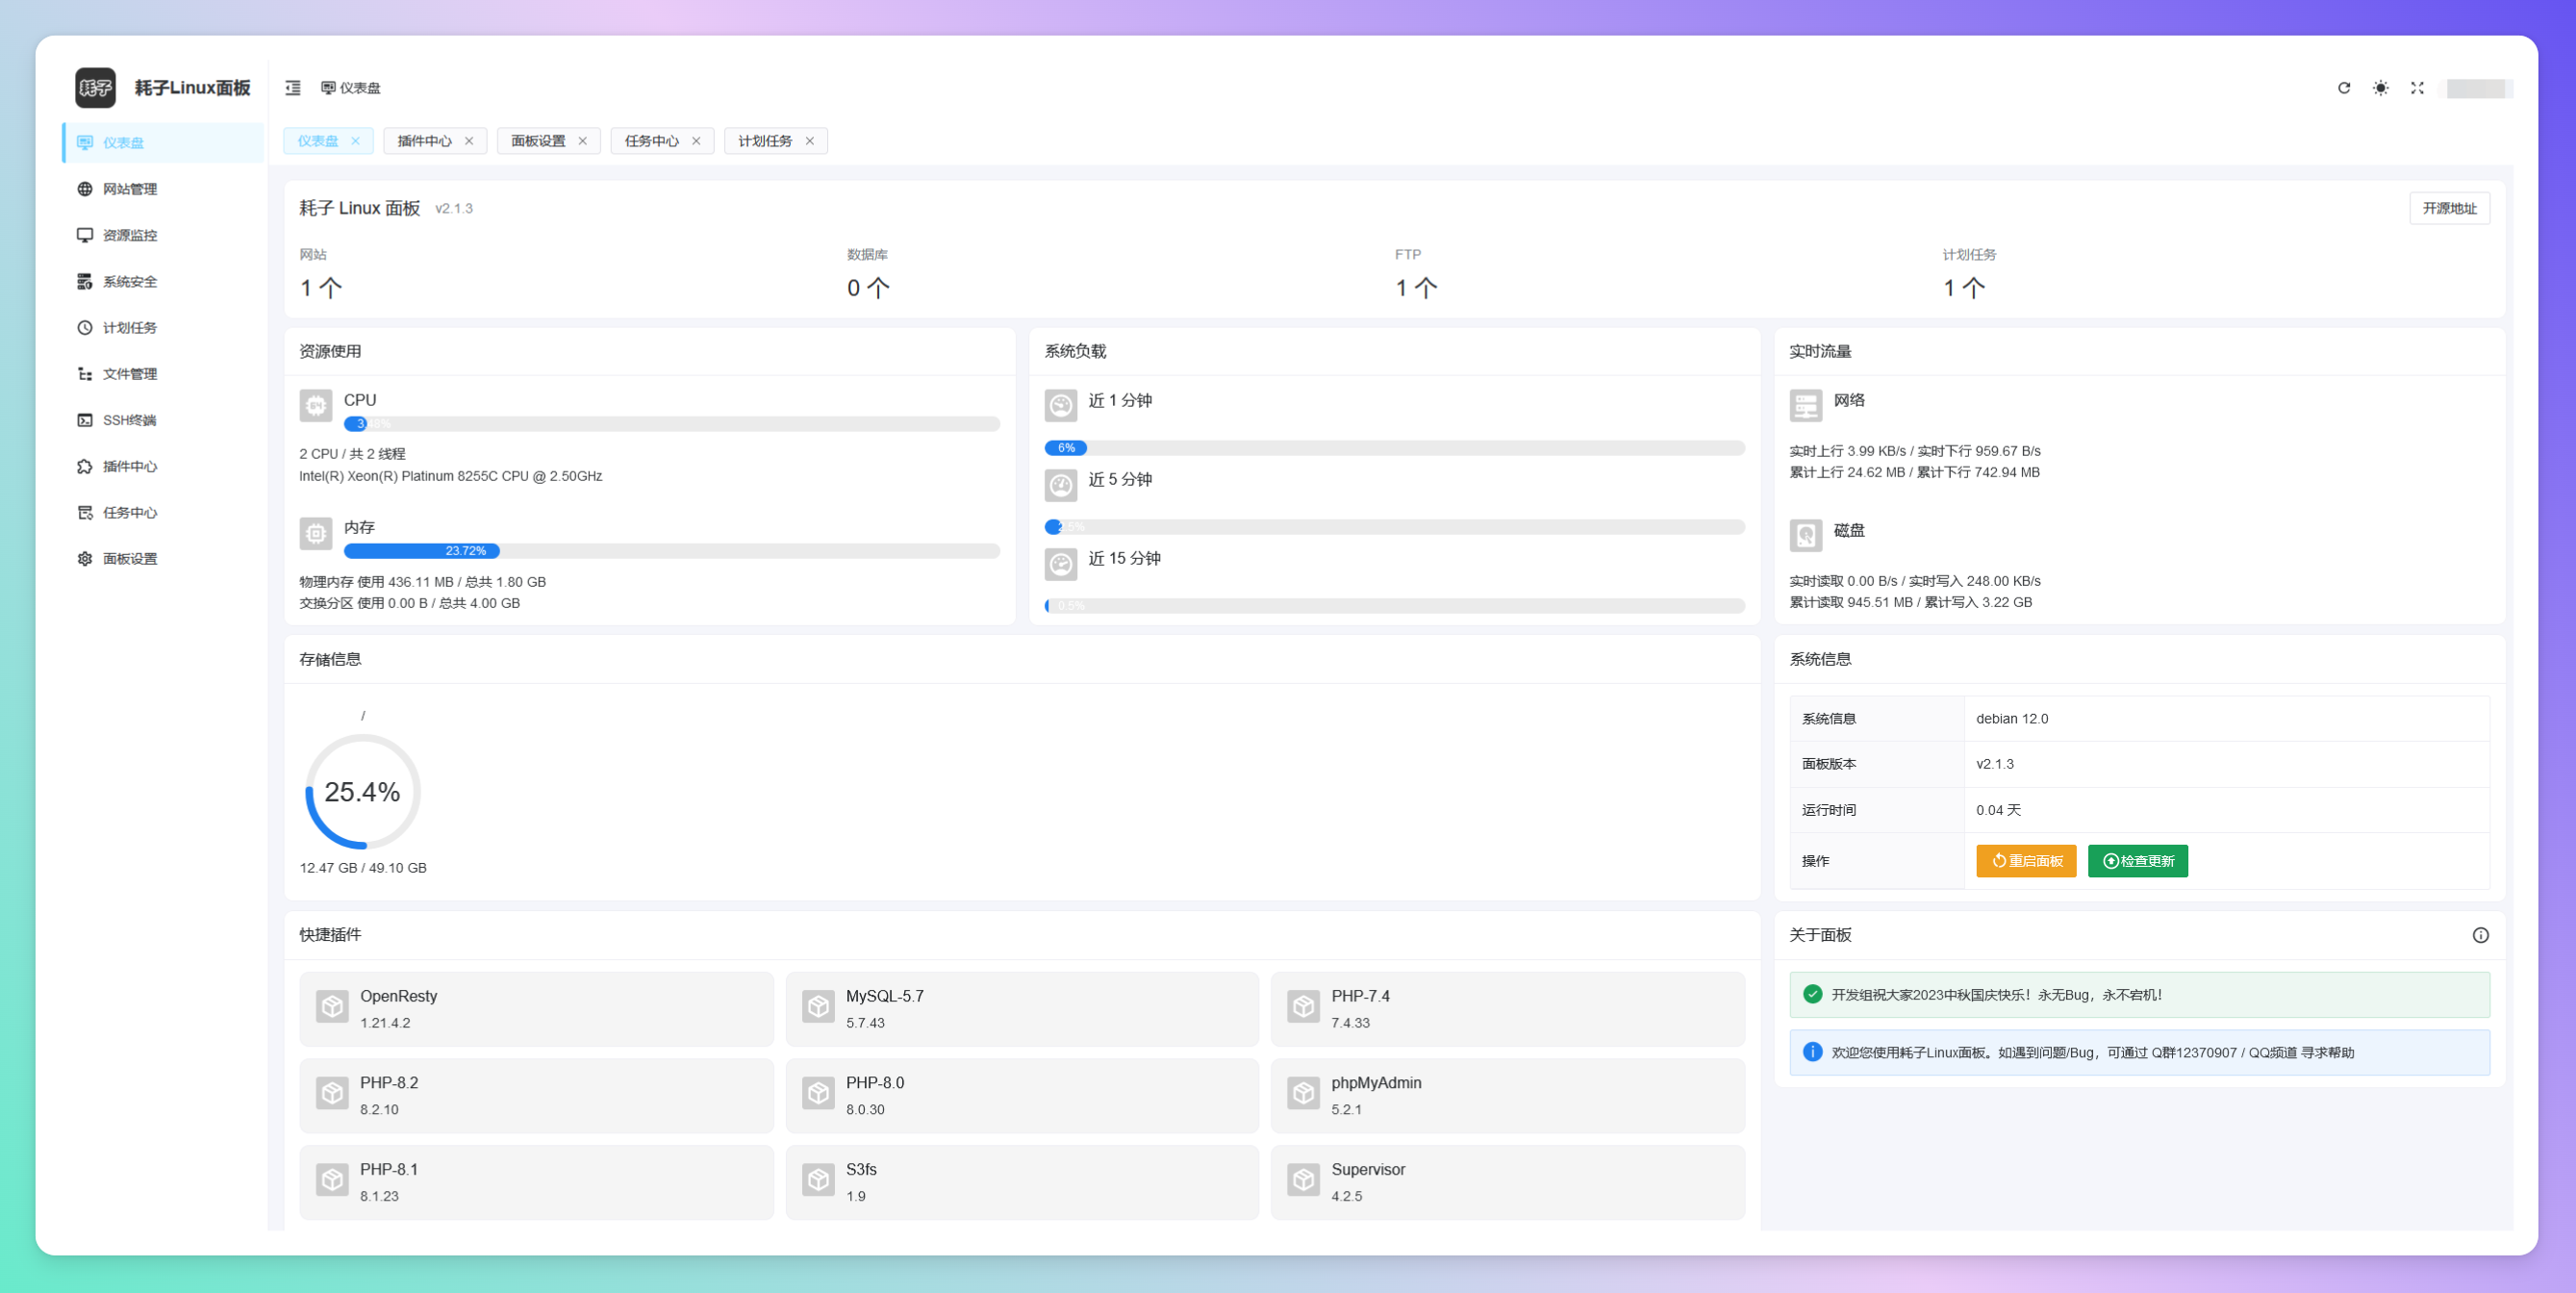 耗子
耗子Linux面板
仪表盘
仪表盘
网站管理
资源监控
系统安全
计划任务
文件管理
SSH终端
插件中心
任务中心
面板设置
仪表盘
插件中心
面板设置
任务中心
计划任务
耗子 Linux 面板 v2.1.3
开源地址
网站
1 个
数据库
0 个
FTP
1 个
计划任务
1 个
资源使用
64
CPU
3.48%
2 CPU / 共 2 线程
Intel(R) Xeon(R) Platinum 8255C CPU @ 2.50GHz
内存
23.72%
物理内存 使用 436.11 MB / 总共 1.80 GB
交换分区 使用 0.00 B / 总共 4.00 GB
系统负载
近 1 分钟
6%
近 5 分钟
2.5%
近 15 分钟
0.5%
实时流量
网络
实时上行 3.99 KB/s / 实时下行 959.67 B/s
累计上行 24.62 MB / 累计下行 742.94 MB
磁盘
实时读取 0.00 B/s / 实时写入 248.00 KB/s
累计读取 945.51 MB / 累计写入 3.22 GB
存储信息
/
25.4%
12.47 GB / 49.10 GB
系统信息
系统信息 debian 12.0
面板版本 v2.1.3
运行时间 0.04 天
操作 重启面板 检查更新
快捷插件
OpenResty
1.21.4.2
MySQL-5.7
5.7.43
PHP-7.4
7.4.33
PHP-8.2
8.2.10
PHP-8.0
8.0.30
phpMyAdmin
5.2.1
PHP-8.1
8.1.23
S3fs
1.9
Supervisor
4.2.5
关于面板
开发组祝大家2023中秋国庆快乐！永无Bug，永不宕机！
欢迎您使用耗子Linux面板。如遇到问题/Bug，可通过 Q群12370907 / QQ频道 寻求帮助